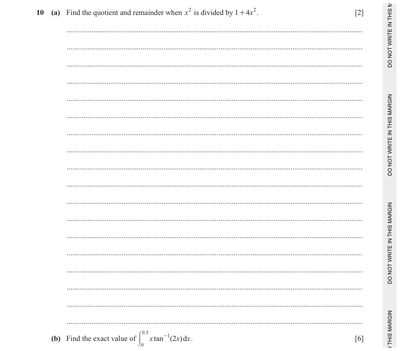 10 (a) Find the quotient and remainder when x² is divided by 1 + 4x². [2]
(b) Find the exact value of ∫₀^0.5 x tan⁻¹(2x) dx. [6]
DO NOT WRITE IN THIS M
DO NOT WRITE IN THIS MARGIN
DO NOT WRITE IN THIS MARGIN
THIS MARGIN